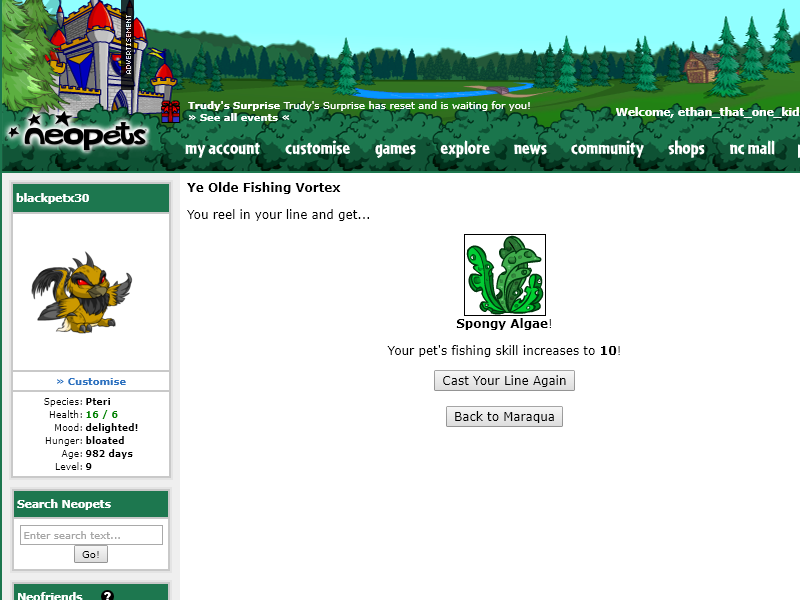 ADVERTISEMENT
Trudy's Surprise Trudy's Surprise has reset and is waiting for you!
» See all events «
Welcome, ethan_that_one_kid
neopets
my account customise games explore news community shops nc mall
blackpetx30
» Customise
Species: Pteri
Health: 16 / 6
Mood: delighted!
Hunger: bloated
Age: 982 days
Level: 9
Search Neopets
Enter search text...
Go!
Neofriends ?
Ye Olde Fishing Vortex
You reel in your line and get...
Spongy Algae!
Your pet's fishing skill increases to 10!
Cast Your Line Again
Back to Maraqua